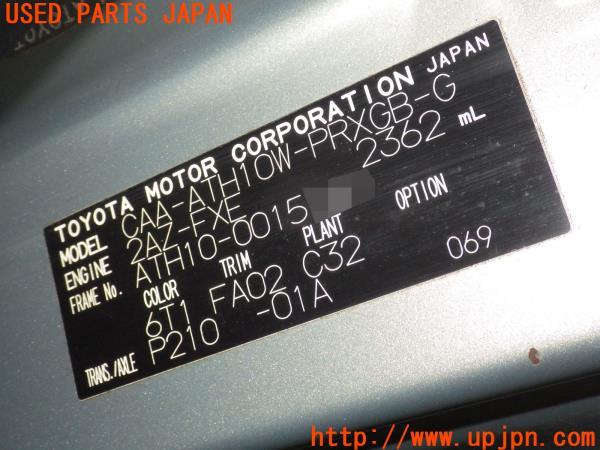 USED PARTS JAPAN
TOYOTA MOTOR CORPORATION JAPAN
MODEL CAA-ATH10W-PRXGB-G
ENGINE 2AZ-FXE 2362 mL
FRAME No. ATH10-0015
COLOR TRIM PLANT OPTION
6T1 FA02 C32 069
TRANS./AXLE P210 -01A
http://www.upjpn.com/